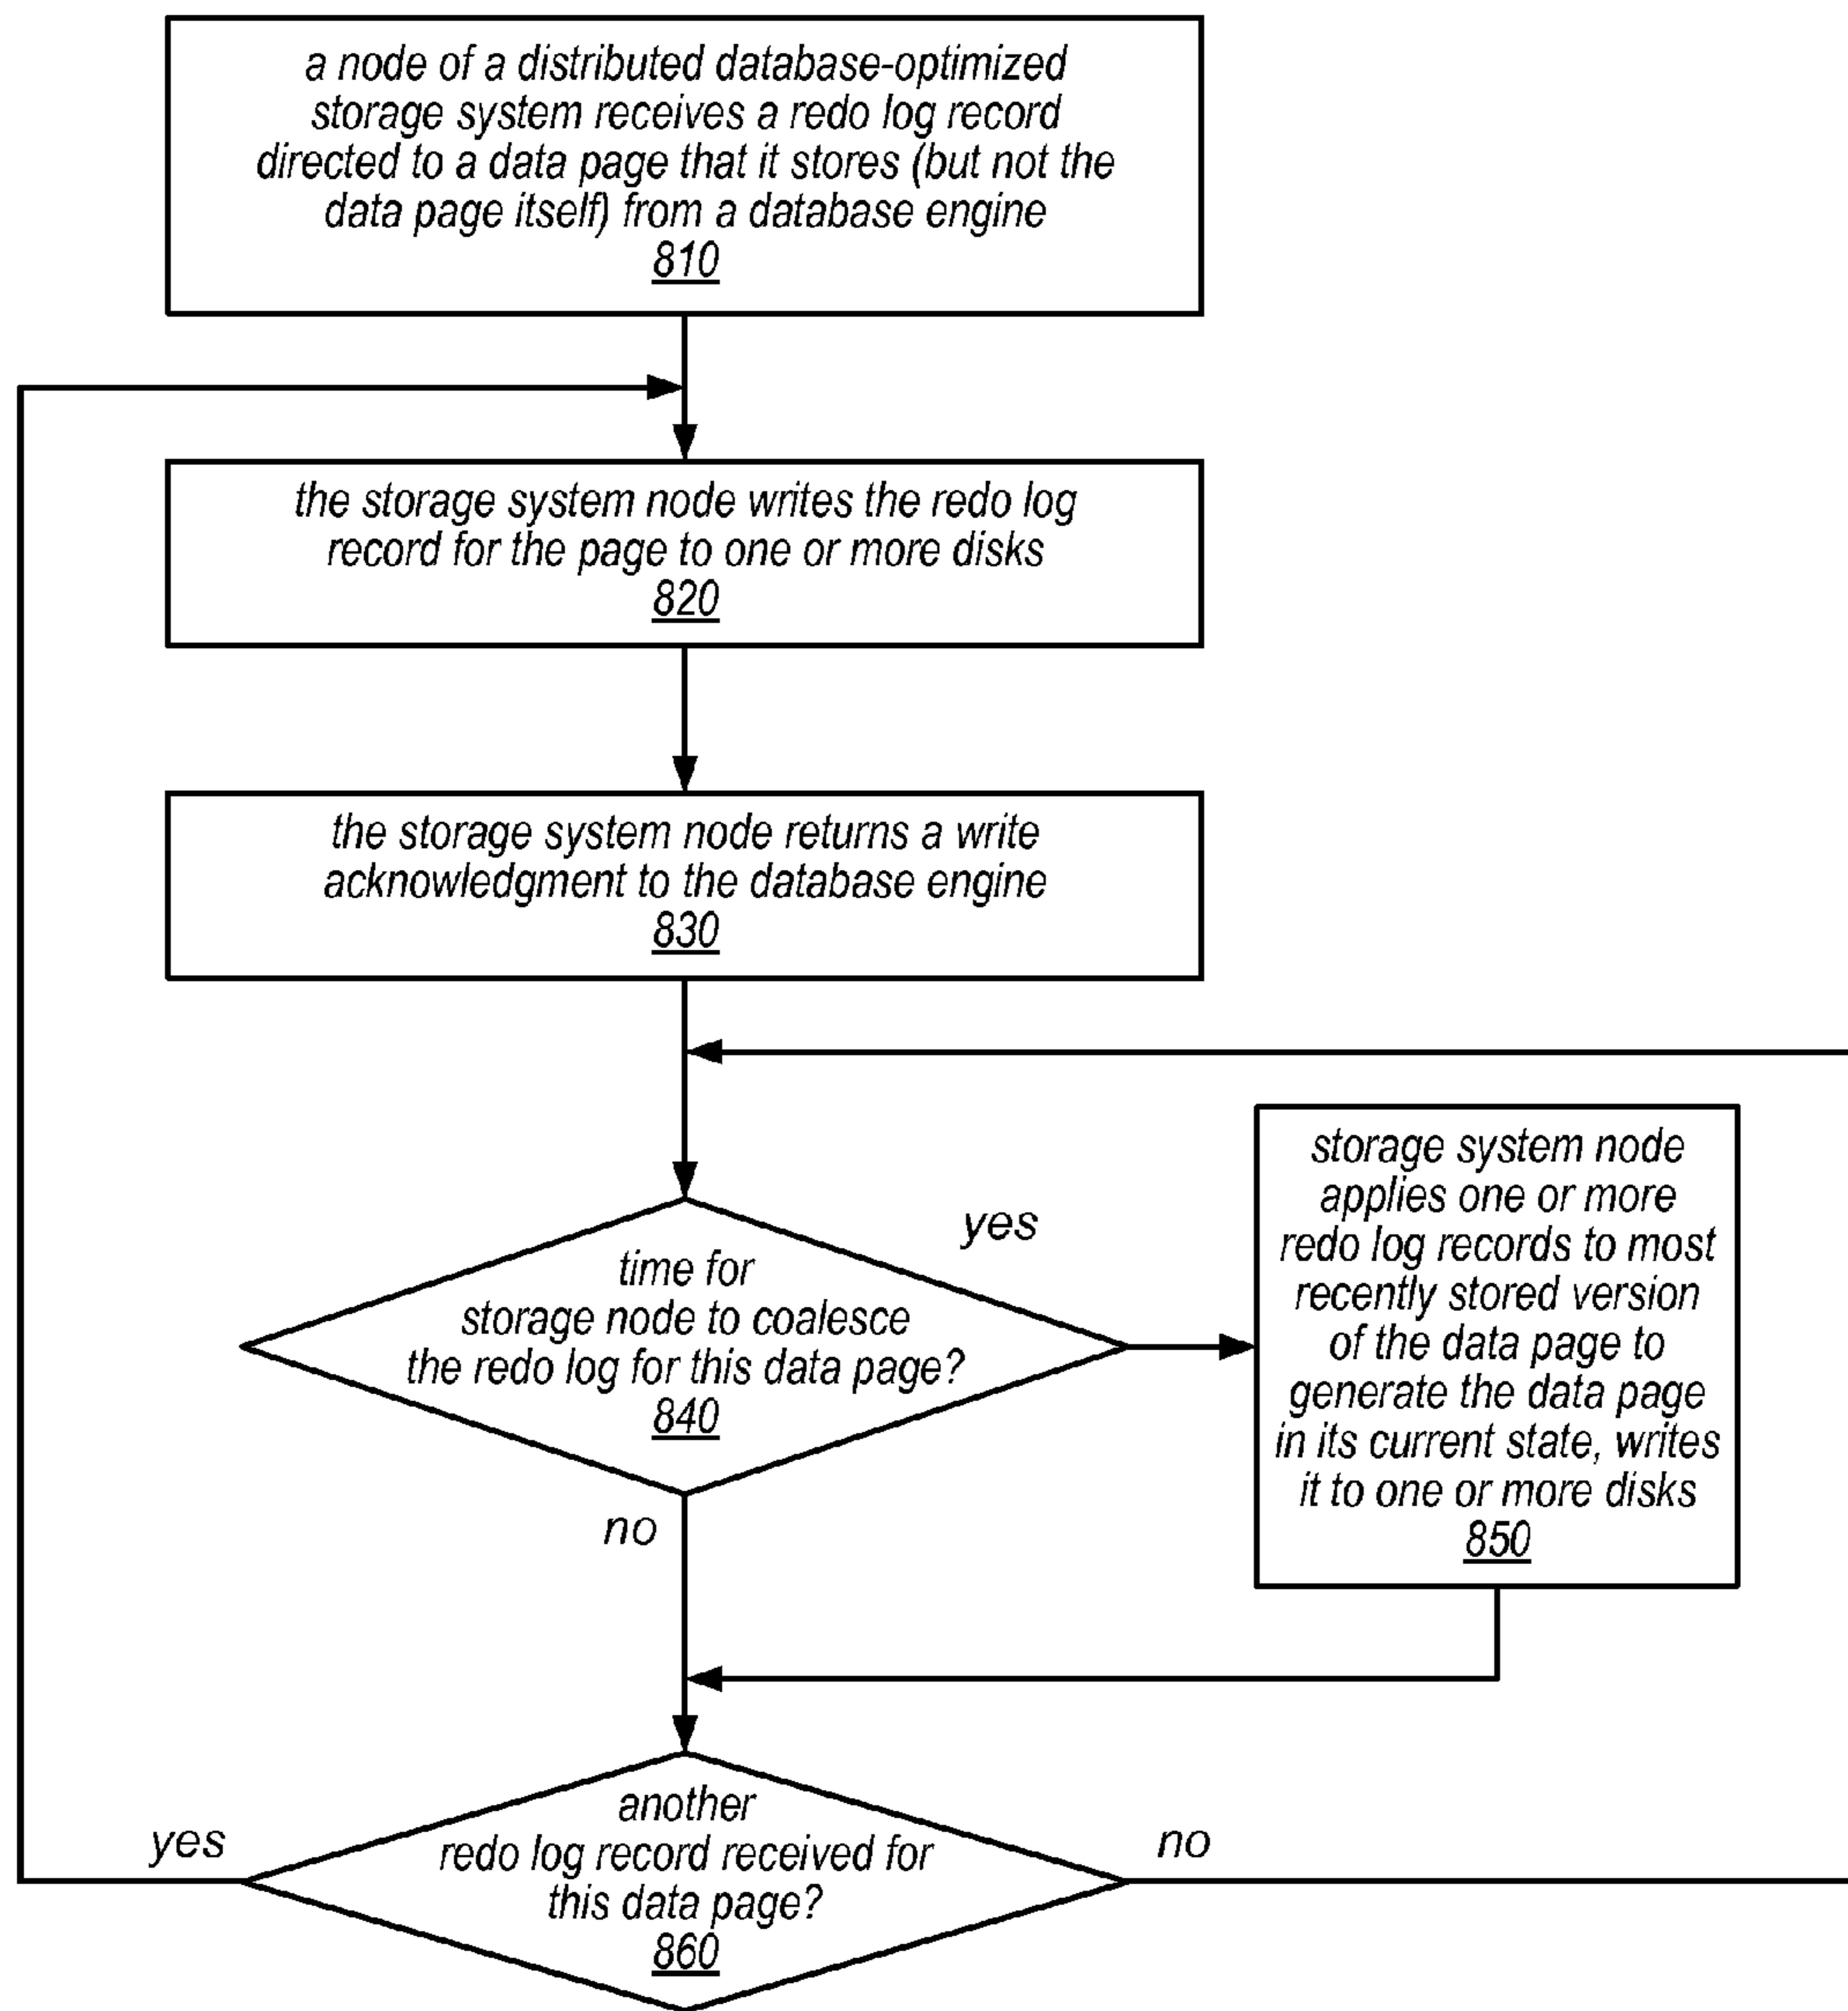 a node of a distributed database-optimized
storage system receives a redo log record
directed to a data page that it stores (but not the
data page itself) from a database engine
810
the storage system node writes the redo log
record for the page to one or more disks
820
the storage system node returns a write
acknowledgment to the database engine
830
time for
storage node to coalesce
the redo log for this data page?
840
yes
no
storage system node
applies one or more
redo log records to most
recently stored version
of the data page to
generate the data page
in its current state, writes
it to one or more disks
850
another
redo log record received for
this data page?
860
yes
no